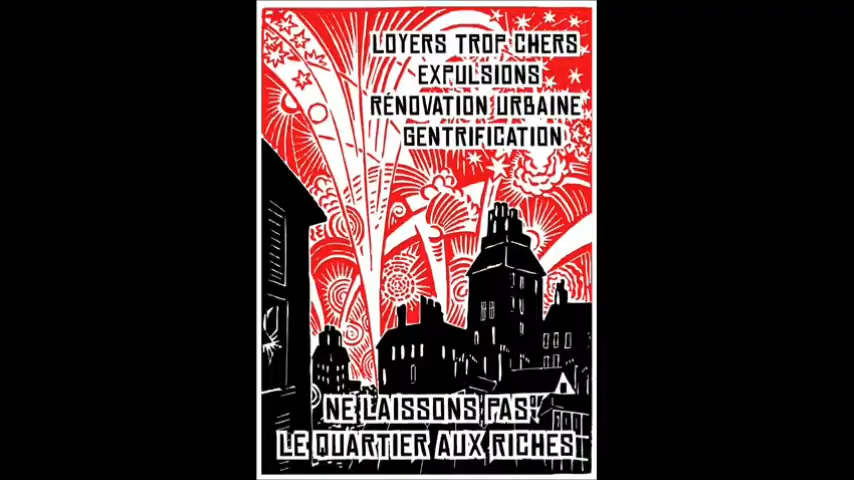 LOYERS TROP CHERS
EXPULSIONS
RÉNOVATION URBAINE
GENTRIFICATION
NE LAISSONS PAS
LE QUARTIER AUX RICHES